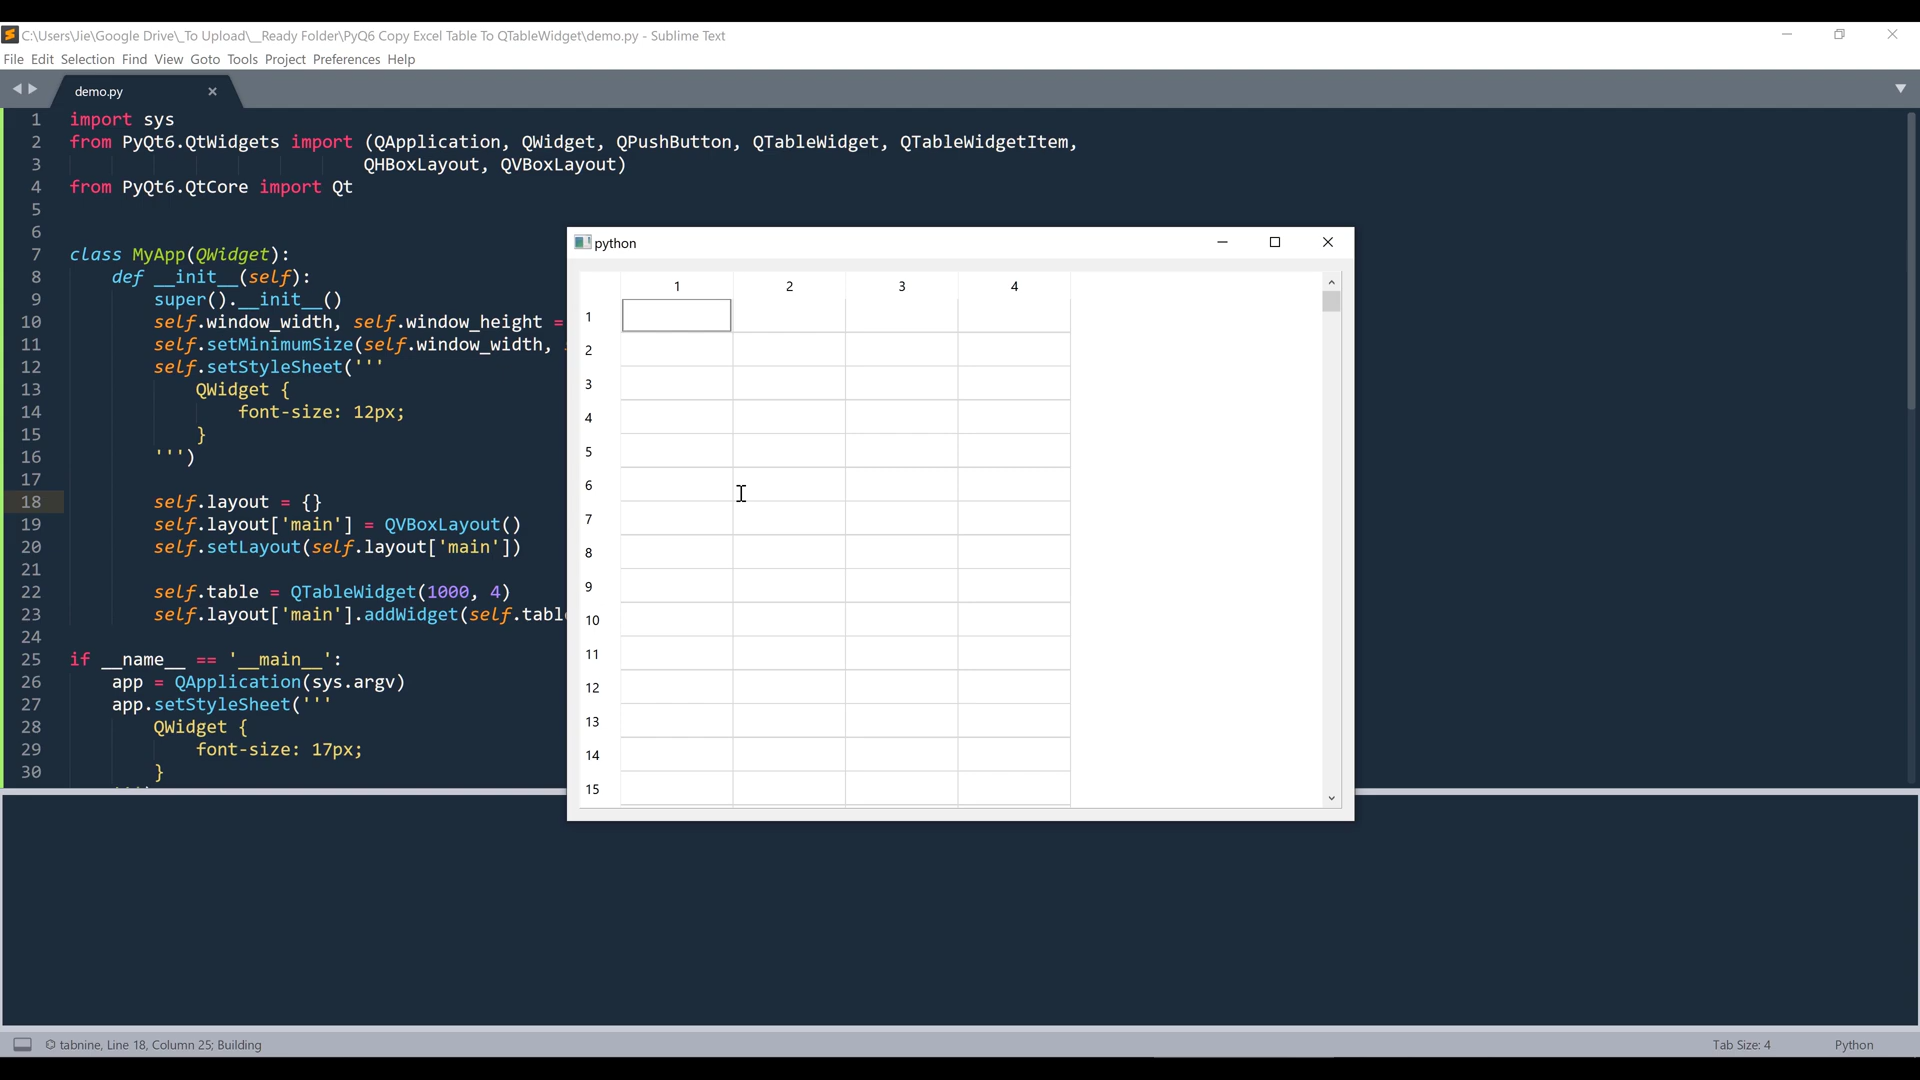 C:\Users\Jie\Google Drive\_To Upload\__Ready Folder\PyQ6 Copy Excel Table To QTableWidget\demo.py - Sublime Text
File Edit Selection Find View Goto Tools Project Preferences Help
demo.py
1 import sys
2 from PyQt6.QtWidgets import (QApplication, QWidget, QPushButton, QTableWidget, QTableWidgetItem,
3 QHBoxLayout, QVBoxLayout)
4 from PyQt6.QtCore import Qt
5
6
7 class MyApp(QWidget):
8 def __init__(self):
9 super().__init__()
10 self.window_width, self.window_height =
11 self.setMinimumSize(self.window_width,
12 self.setStyleSheet('''
13 QWidget {
14 font-size: 12px;
15 }
16 ''')
17
18 self.layout = {}
19 self.layout['main'] = QVBoxLayout()
20 self.setLayout(self.layout['main'])
21
22 self.table = QTableWidget(1000, 4)
23 self.layout['main'].addWidget(self.tabl
24
25 if __name__ == '__main__':
26 app = QApplication(sys.argv)
27 app.setStyleSheet('''
28 QWidget {
29 font-size: 17px;
30 }
python
1 2 3 4
1
2
3
4
5
6
7
8
9
10
11
12
13
14
15
tabnine, Line 18, Column 25; Building
Tab Size: 4 Python